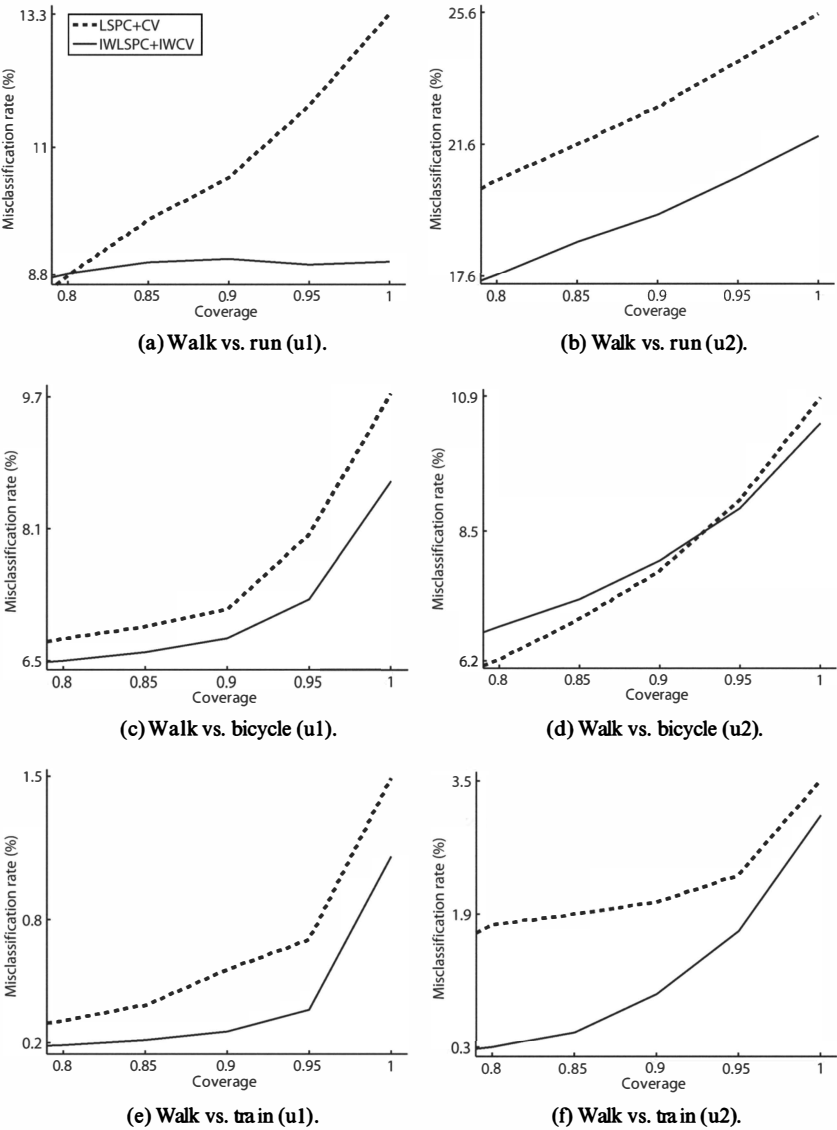 13.3
LSPC+CV
IWLSPC+IWCV
Misclassification rate (%)
11
8.8
0.8 0.85 0.9 0.95 1
Coverage
(a) Walk vs. run (u1).
25.6
Misclassification rate (%)
21.6
17.6
0.8 0.85 0.9 0.95 1
Coverage
(b) Walk vs. run (u2).
9.7
Misclassification rate (%)
8.1
6.5
0.8 0.85 0.9 0.95 1
Coverage
(c) Walk vs. bicycle (u1).
10.9
Misclassification rate (%)
8.5
6.2
0.8 0.85 0.9 0.95 1
Coverage
(d) Walk vs. bicycle (u2).
1.5
Misclassification rate (%)
0.8
0.2
0.8 0.85 0.9 0.95 1
Coverage
(e) Walk vs. train (u1).
3.5
Misclassification rate (%)
1.9
0.3
0.8 0.85 0.9 0.95 1
Coverage
(f) Walk vs. train (u2).